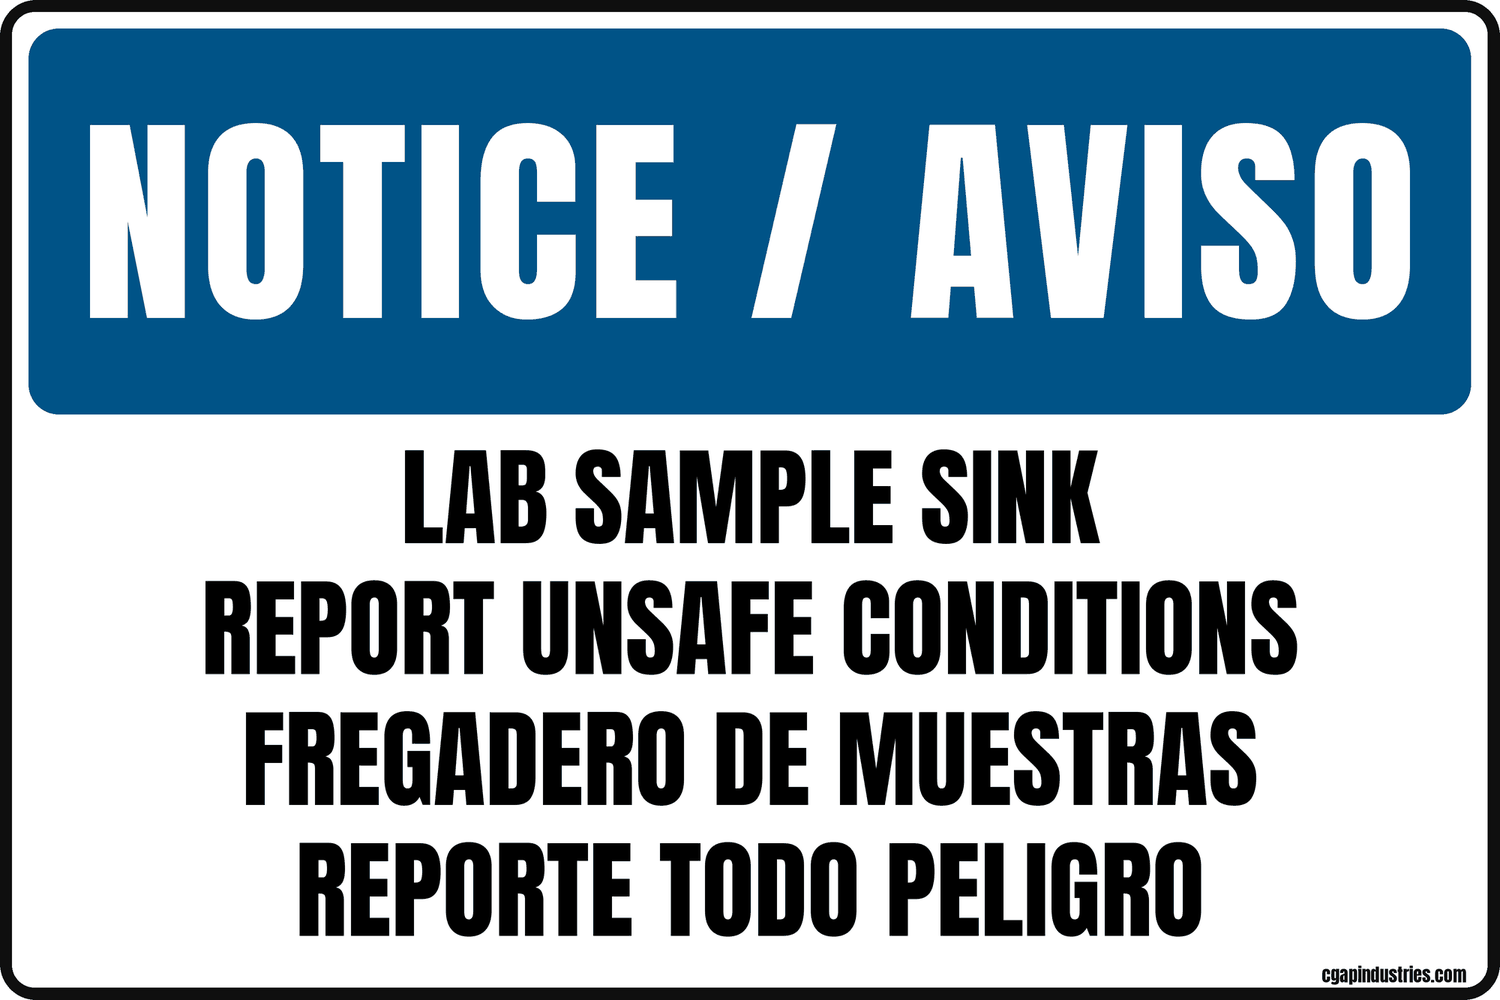 NOTICE / AVISO
LAB SAMPLE SINK
REPORT UNSAFE CONDITIONS
FREGADERO DE MUESTRAS
REPORTE TODO PELIGRO
cgapindustries.com